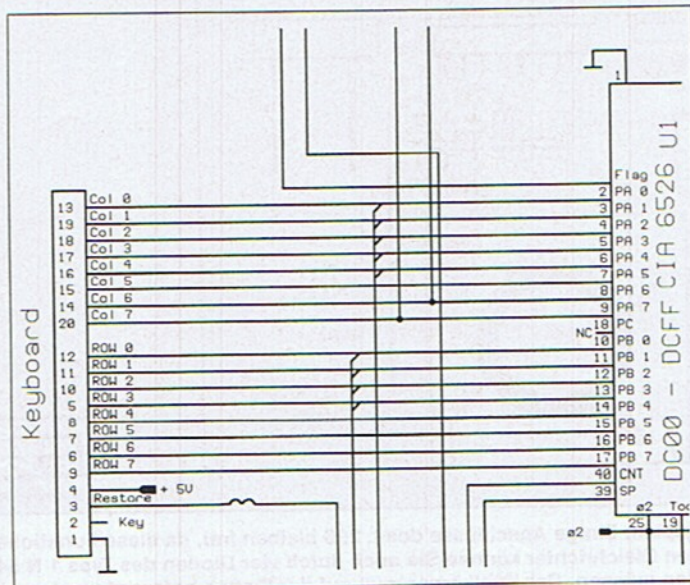 Keyboard
Col 0
13
Col 1
19
Col 2
18
Col 3
17
Col 4
16
Col 5
15
Col 6
14
Col 7
20
ROW 0
12
ROW 1
11
ROW 2
10
ROW 3
5
ROW 4
8
ROW 5
7
ROW 6
6
ROW 7
9
+ 5V
4
Restore
3
2
Key
1
1
Flag
2 PA 0
3 PA 1
4 PA 2
5 PA 3
6 PA 4
7 PA 5
8 PA 6
9 PA 7
18 PC
NC
10 PB 0
11 PB 1
12 PB 2
13 PB 3
14 PB 4
15 PB 5
16 PB 6
17 PB 7
40 CNT
39 SP
ø2
25 19
ø2
DC00 - DCFF CIA 6526 U1